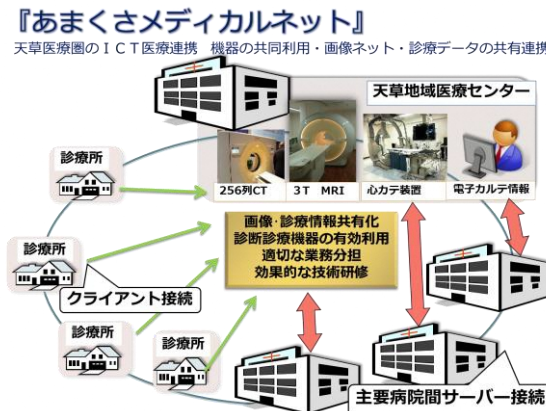 『あまくさメディカルネット』
天草医療圏のＩＣＴ医療連携　機器の共同利用・画像ネット・診療データの共有連携
天草地域医療センター
診療所
256列CT
3T　MRI
心カテ装置
電子カルテ情報
画像･診療情報共有化
診断診療機器の有効利用
適切な業務分担
効果的な技術研修
診療所
クライアント接続
診療所
診療所
主要病院間サーバー接続